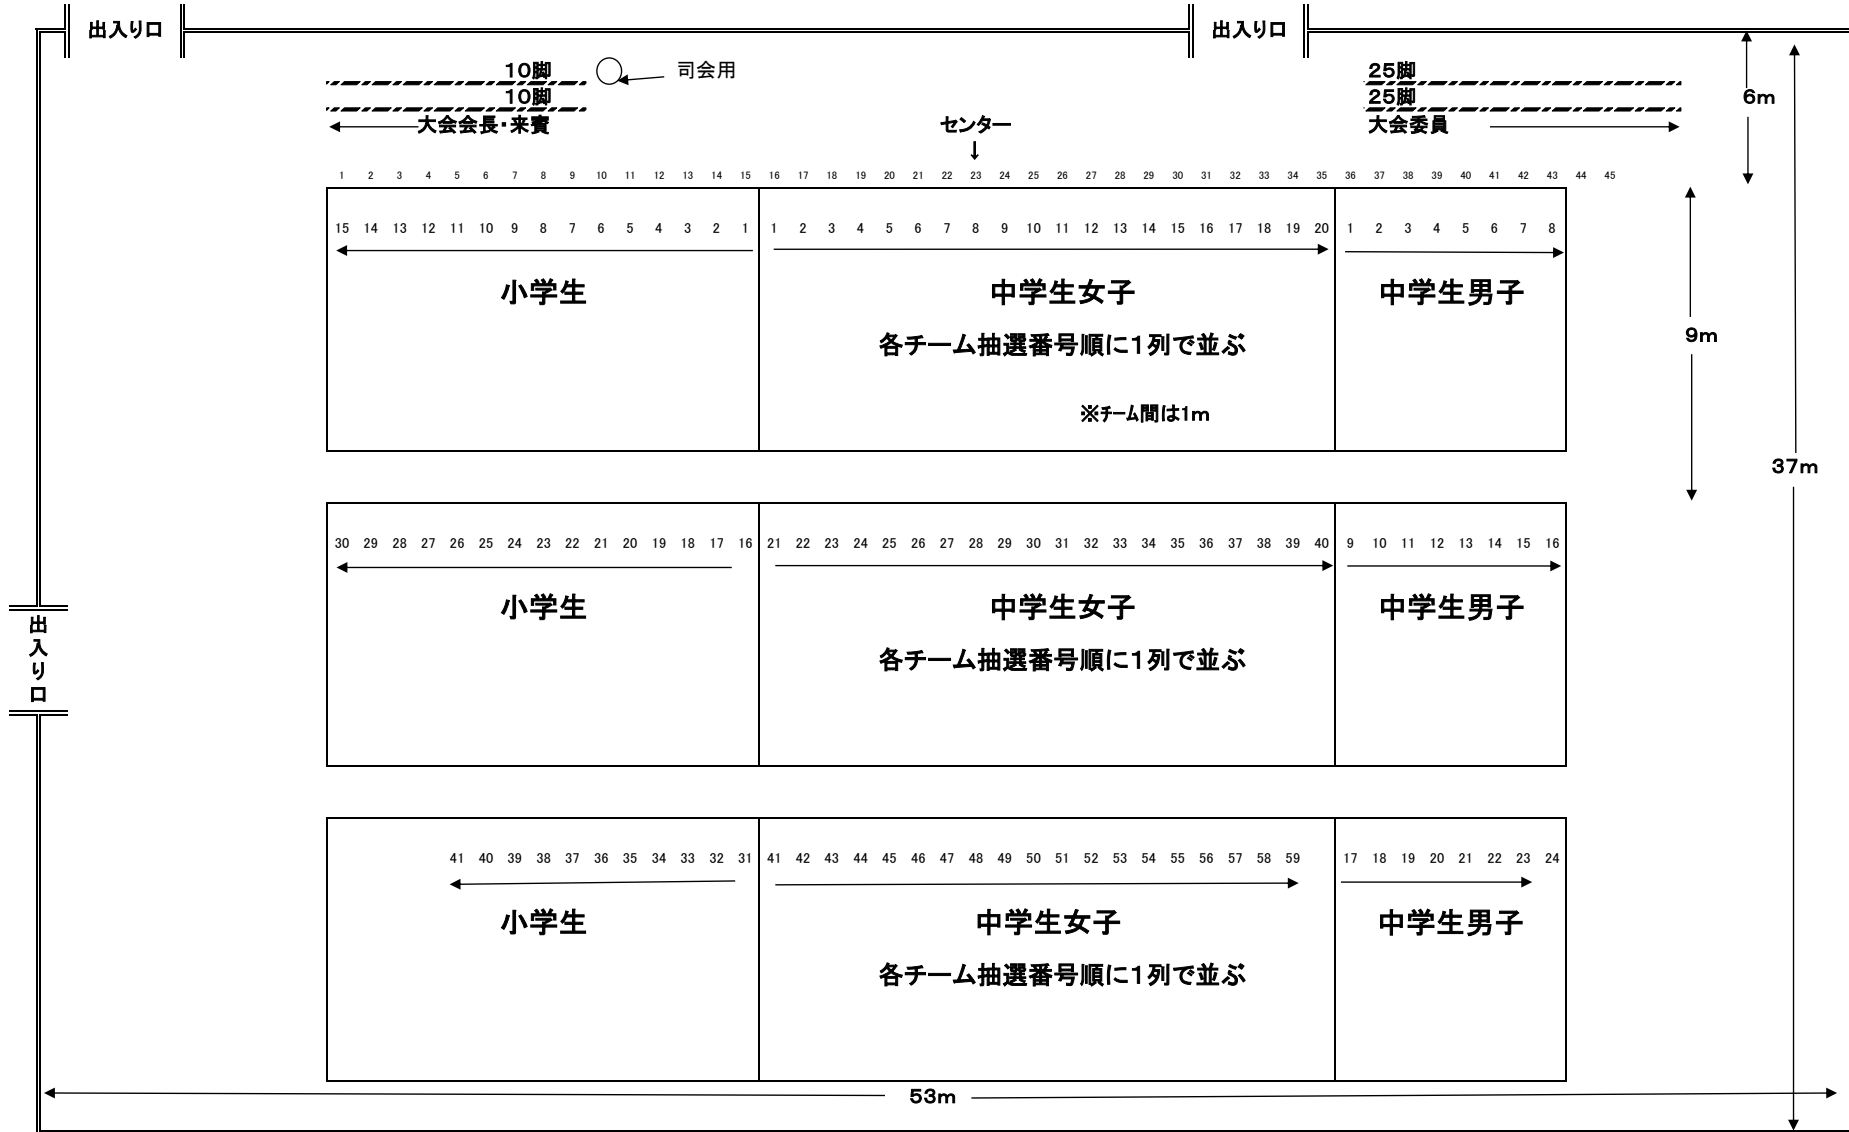 出入り口
出入り口
10脚
司会用
25脚
10脚
25脚
6m
大会会長・来賓
センター
大会委員
↓
1 2 3 4 5 6 7 8 9 10 11 12 13 14 15 16 17 18 19 20 21 22 23 24 25 26 27 28 29 30 31 32 33 34 35 36 37 38 39 40 41 42 43 44 45
15 14 13 12 11 10 9 8 7 6 5 4 3 2 1 1 2 3 4 5 6 7 8 9 10 11 12 13 14 15 16 17 18 19 20 1 2 3 4 5 6 7 8
小学生
中学生女子
中学生男子
各チーム抽選番号順に1列で並ぶ
9m
※ﾁｰﾑ間は1m
37m
30 29 28 27 26 25 24 23 22 21 20 19 18 17 16 21 22 23 24 25 26 27 28 29 30 31 32 33 34 35 36 37 38 39 40 9 10 11 12 13 14 15 16
小学生
中学生女子
中学生男子
出入り口
各チーム抽選番号順に1列で並ぶ
41 40 39 38 37 36 35 34 33 32 31 41 42 43 44 45 46 47 48 49 50 51 52 53 54 55 56 57 58 59 17 18 19 20 21 22 23 24
小学生
中学生女子
中学生男子
各チーム抽選番号順に1列で並ぶ
53m